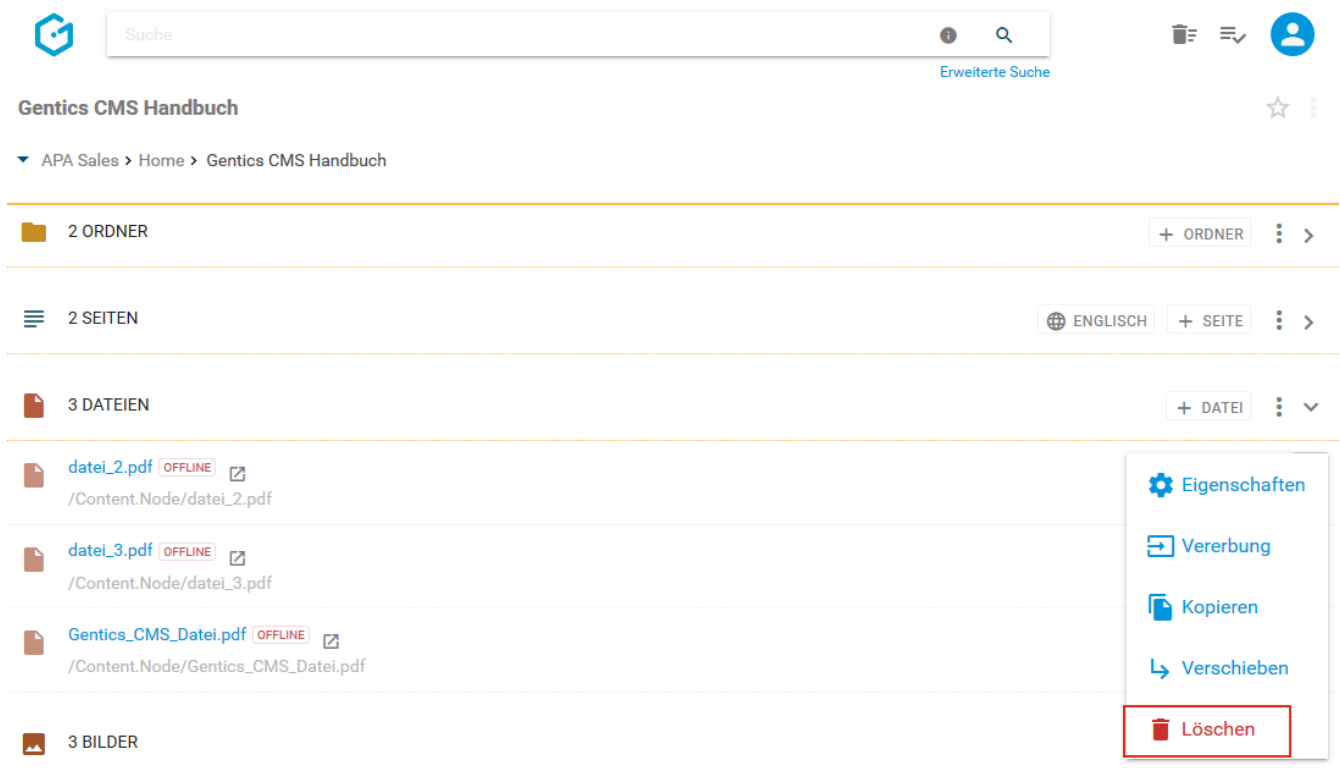 Suche
Erweiterte Suche
Gentics CMS Handbuch
APA Sales > Home > Gentics CMS Handbuch
2 ORDNER
+ ORDNER
2 SEITEN
ENGLISCH
+ SEITE
3 DATEIEN
+ DATEI
datei_2.pdf OFFLINE
/Content.Node/datei_2.pdf
datei_3.pdf OFFLINE
/Content.Node/datei_3.pdf
Gentics_CMS_Datei.pdf OFFLINE
/Content.Node/Gentics_CMS_Datei.pdf
Eigenschaften
Vererbung
Kopieren
Verschieben
Löschen
3 BILDER